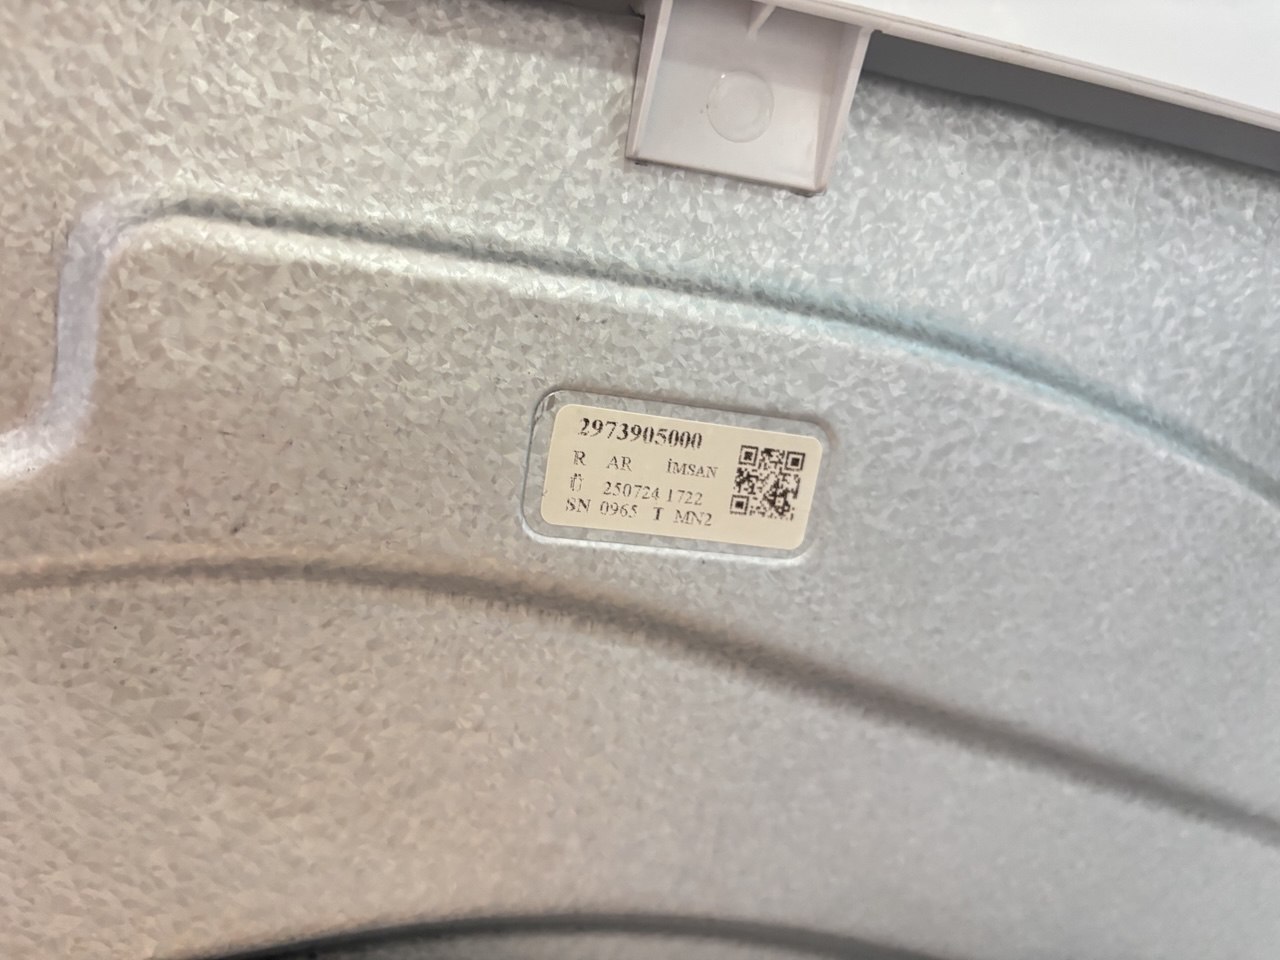 2973905000
R AR İMSAN
Ü 250724 1722
SN 0965 T MN2